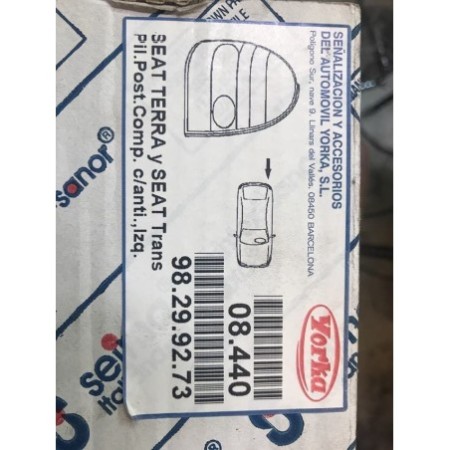 SEÑALIZACION Y ACCESORIOS
DEL AUTOMOVIL YORKA, S.L.
Polígono Sur, nave 9. Llinars del Vallés. 08450 BARCELONA
Yorka
08.440
98.29.92.73
SEAT TERRA y SEAT Trans
Pil.Post.Comp. c/anti.,Izq.
sanor®